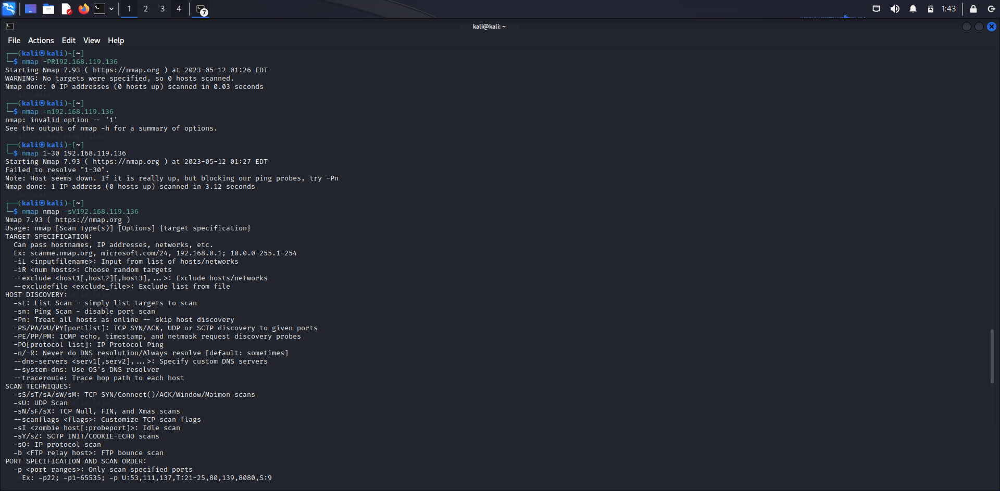 1 2 3 4 7 1:43
kali@kali: ~
File Actions Edit View Help
┌──(kali㉿kali)-[~]
└─$ nmap -PR192.168.119.136
Starting Nmap 7.93 ( https://nmap.org ) at 2023-05-12 01:26 EDT
WARNING: No targets were specified, so 0 hosts scanned.
Nmap done: 0 IP addresses (0 hosts up) scanned in 0.03 seconds
┌──(kali㉿kali)-[~]
└─$ nmap -n192.168.119.136
nmap: invalid option -- '1'
See the output of nmap -h for a summary of options.
┌──(kali㉿kali)-[~]
└─$ nmap 1-30 192.168.119.136
Starting Nmap 7.93 ( https://nmap.org ) at 2023-05-12 01:27 EDT
Failed to resolve "1-30".
Note: Host seems down. If it is really up, but blocking our ping probes, try -Pn
Nmap done: 1 IP address (0 hosts up) scanned in 3.12 seconds
┌──(kali㉿kali)-[~]
└─$ nmap nmap -sV192.168.119.136
Nmap 7.93 ( https://nmap.org )
Usage: nmap [Scan Type(s)] [Options] {target specification}
TARGET SPECIFICATION:
  Can pass hostnames, IP addresses, networks, etc.
  Ex: scanme.nmap.org, microsoft.com/24, 192.168.0.1; 10.0.0-255.1-254
  -iL <inputfilename>: Input from list of hosts/networks
  -iR <num hosts>: Choose random targets
  --exclude <host1[,host2][,host3],...>: Exclude hosts/networks
  --excludefile <exclude_file>: Exclude list from file
HOST DISCOVERY:
  -sL: List Scan - simply list targets to scan
  -sn: Ping Scan - disable port scan
  -Pn: Treat all hosts as online -- skip host discovery
  -PS/PA/PU/PY[portlist]: TCP SYN/ACK, UDP or SCTP discovery to given ports
  -PE/PP/PM: ICMP echo, timestamp, and netmask request discovery probes
  -PO[protocol list]: IP Protocol Ping
  -n/-R: Never do DNS resolution/Always resolve [default: sometimes]
  --dns-servers <serv1[,serv2],...>: Specify custom DNS servers
  --system-dns: Use OS's DNS resolver
  --traceroute: Trace hop path to each host
SCAN TECHNIQUES:
  -sS/sT/sA/sW/sM: TCP SYN/Connect()/ACK/Window/Maimon scans
  -sU: UDP Scan
  -sN/sF/sX: TCP Null, FIN, and Xmas scans
  --scanflags <flags>: Customize TCP scan flags
  -sI <zombie host[:probeport]>: Idle scan
  -sY/sZ: SCTP INIT/COOKIE-ECHO scans
  -sO: IP protocol scan
  -b <FTP relay host>: FTP bounce scan
PORT SPECIFICATION AND SCAN ORDER:
  -p <port ranges>: Only scan specified ports
    Ex: -p22; -p1-65535; -p U:53,111,137,T:21-25,80,139,8080,S:9